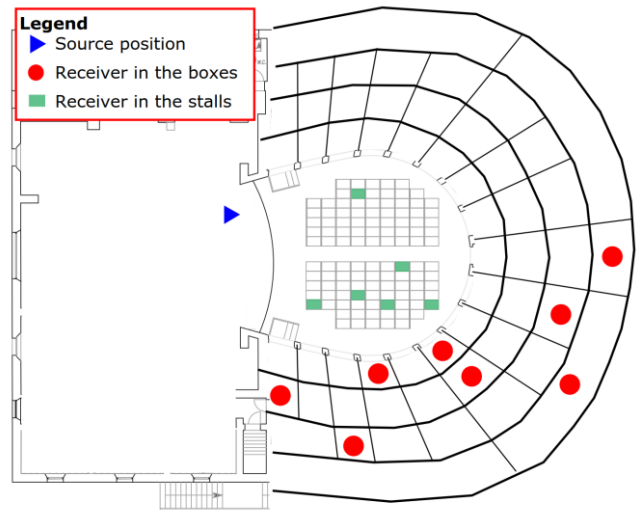 Legend
Source position
Receiver in the boxes
Receiver in the stalls